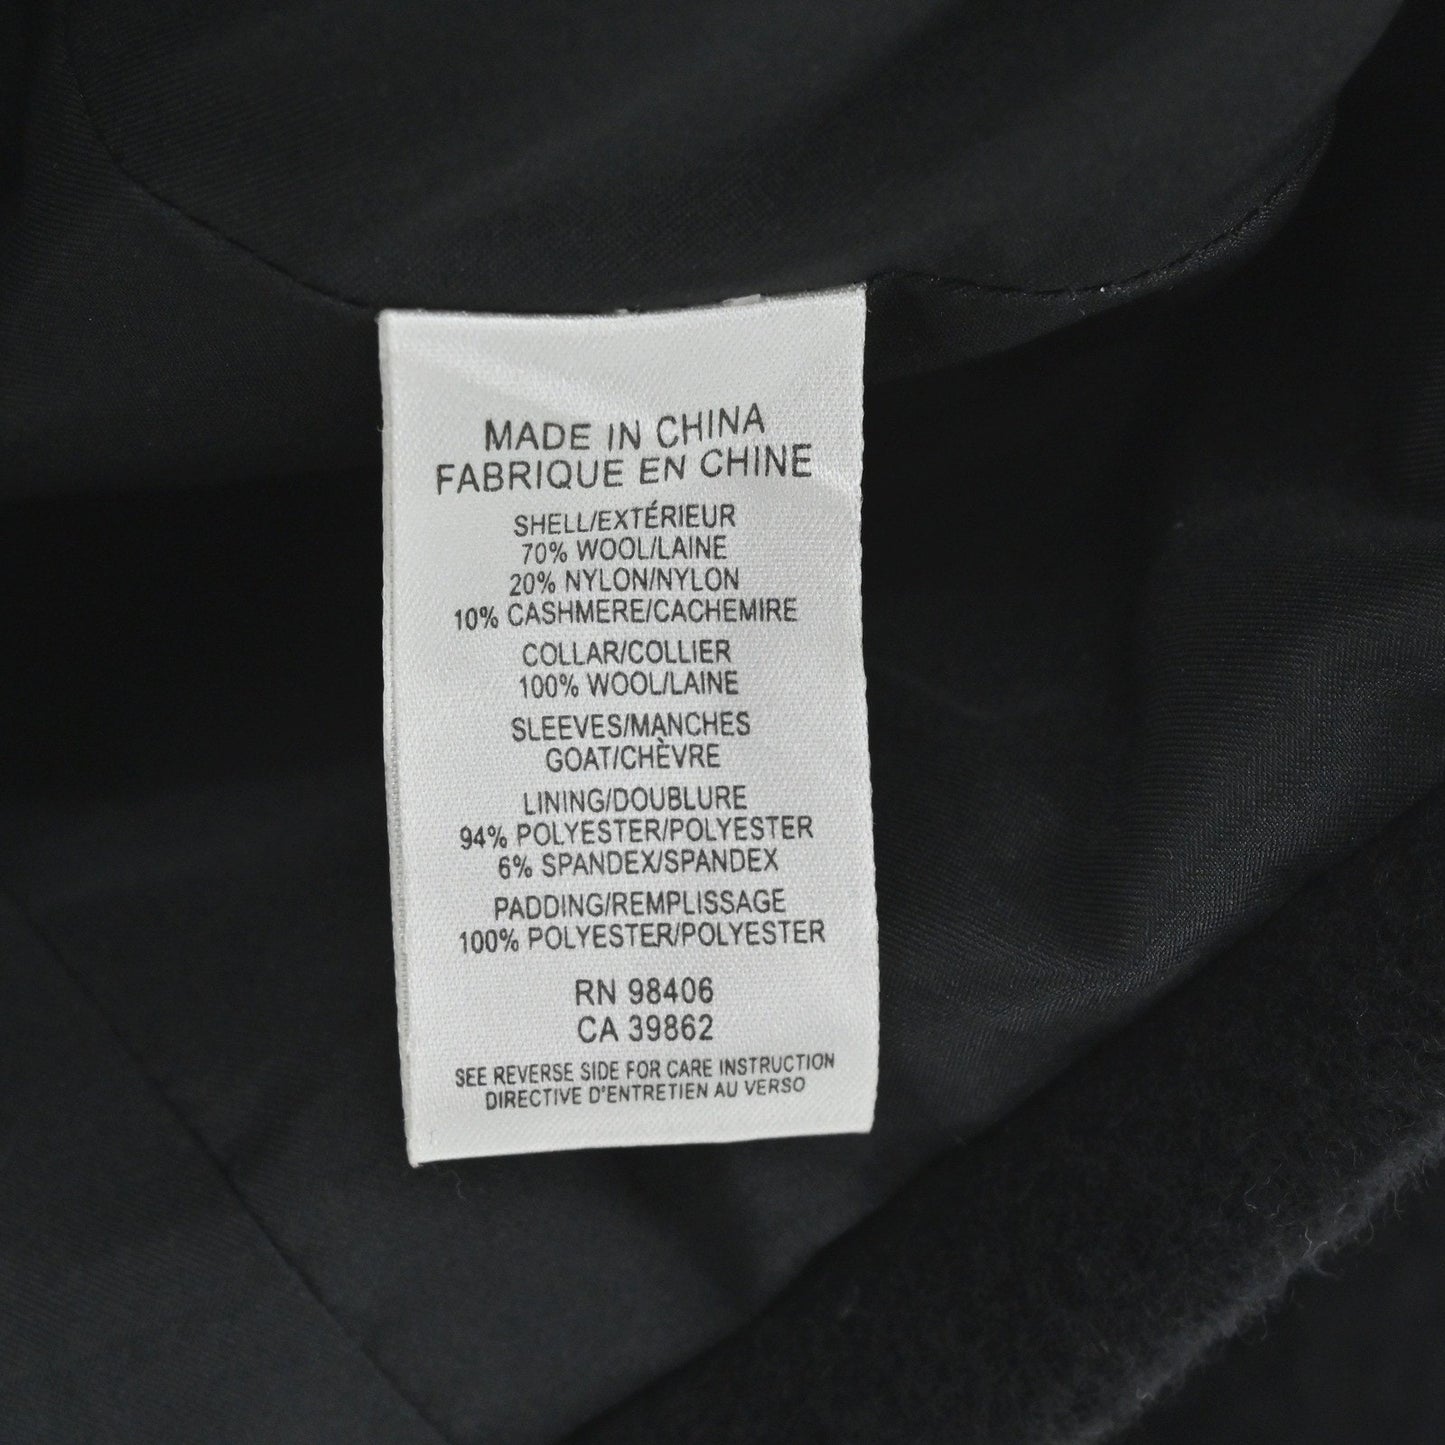 MADE IN CHINA
FABRIQUE EN CHINE
SHELL/EXTÉRIEUR
70% WOOL/LAINE
20% NYLON/NYLON
10% CASHMERE/CACHEMIRE
COLLAR/COLLIER
100% WOOL/LAINE
SLEEVES/MANCHES
GOAT/CHÈVRE
LINING/DOUBLURE
94% POLYESTER/POLYESTER
6% SPANDEX/SPANDEX
PADDING/REMPLISSAGE
100% POLYESTER/POLYESTER
RN 98406
CA 39862
SEE REVERSE SIDE FOR CARE INSTRUCTION
DIRECTIVE D'ENTRETIEN AU VERSO